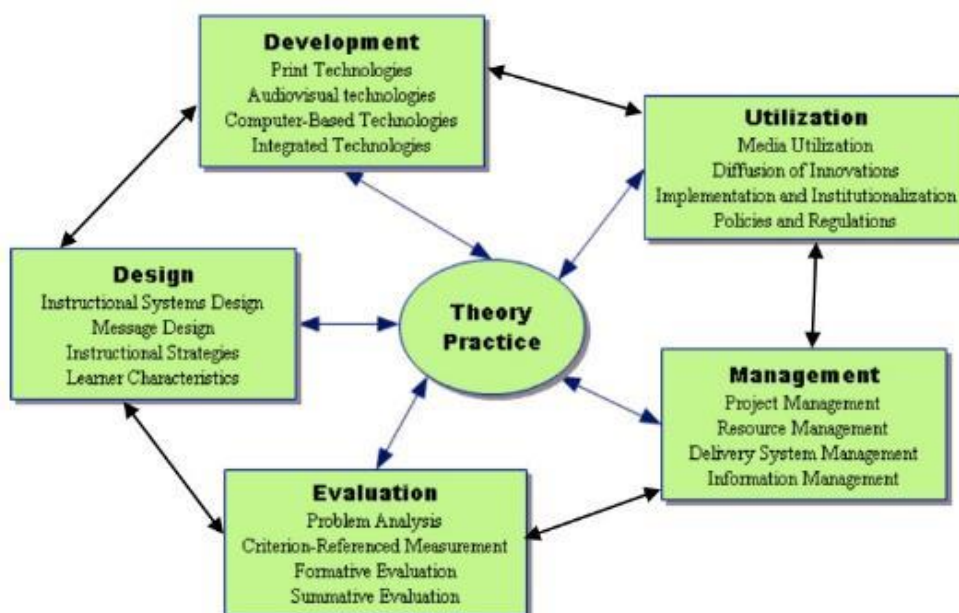 Development
Print Technologies
Audiovisual technologies
Computer-Based Technologies
Integrated Technologies
Utilization
Media Utilization
Diffusion of Innovations
Implementation and Institutionalization
Policies and Regulations
Design
Instructional Systems Design
Message Design
Instructional Strategies
Learner Characteristics
Theory
Practice
Management
Project Management
Resource Management
Delivery System Management
Information Management
Evaluation
Problem Analysis
Criterion-Referenced Measurement
Formative Evaluation
Summative Evaluation